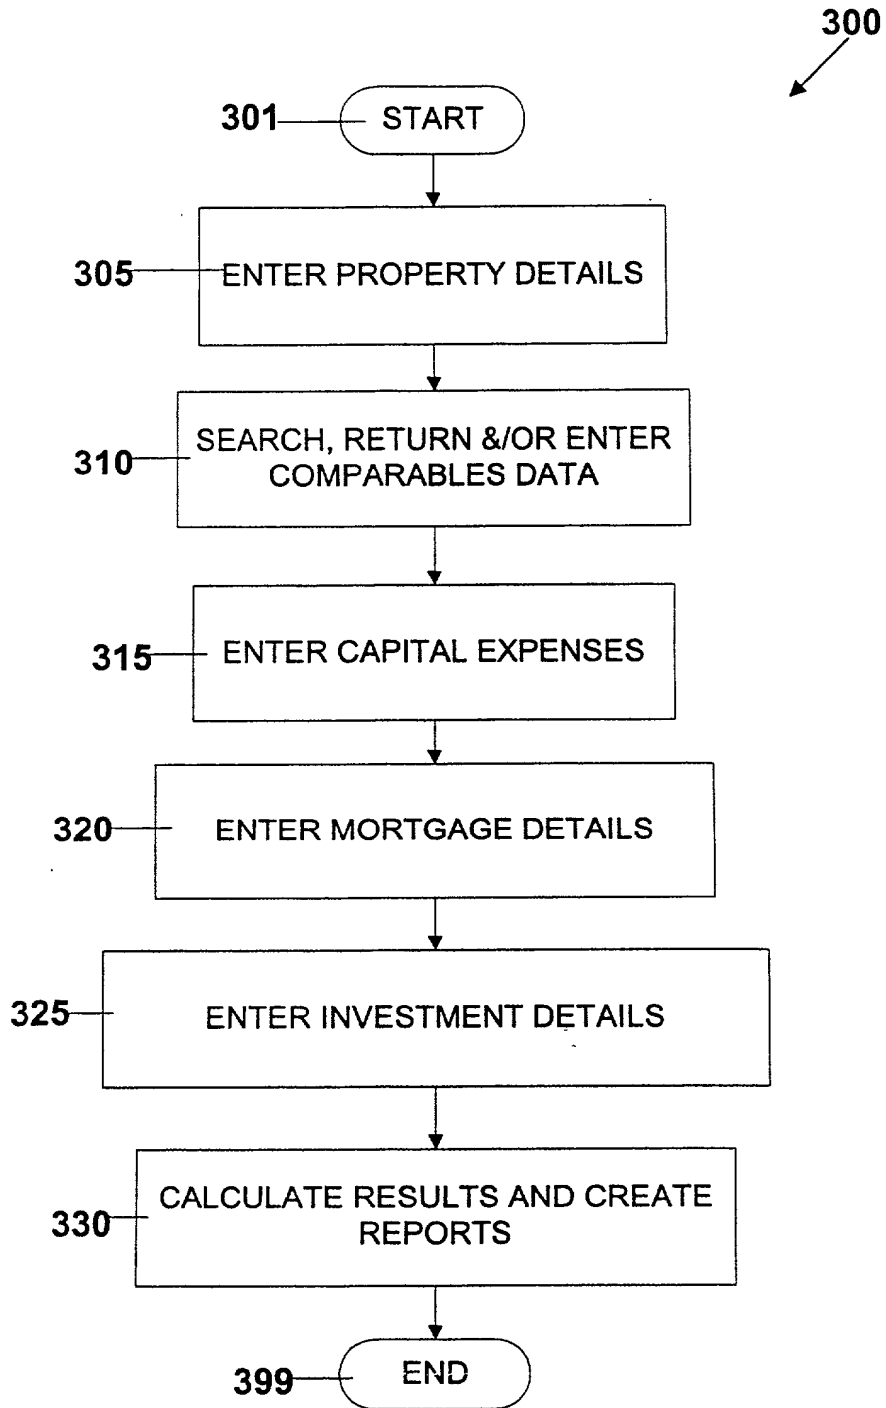 300
301 START
305 ENTER PROPERTY DETAILS
310 SEARCH, RETURN &/OR ENTER
COMPARABLES DATA
315 ENTER CAPITAL EXPENSES
320 ENTER MORTGAGE DETAILS
325 ENTER INVESTMENT DETAILS
330 CALCULATE RESULTS AND CREATE
REPORTS
399 END